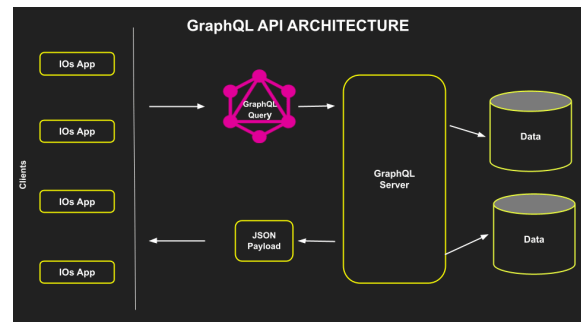 GraphQL API ARCHITECTURE
Clients
IOs App
IOs App
IOs App
IOs App
GraphQL
Query
GraphQL
Server
JSON
Payload
Data
Data